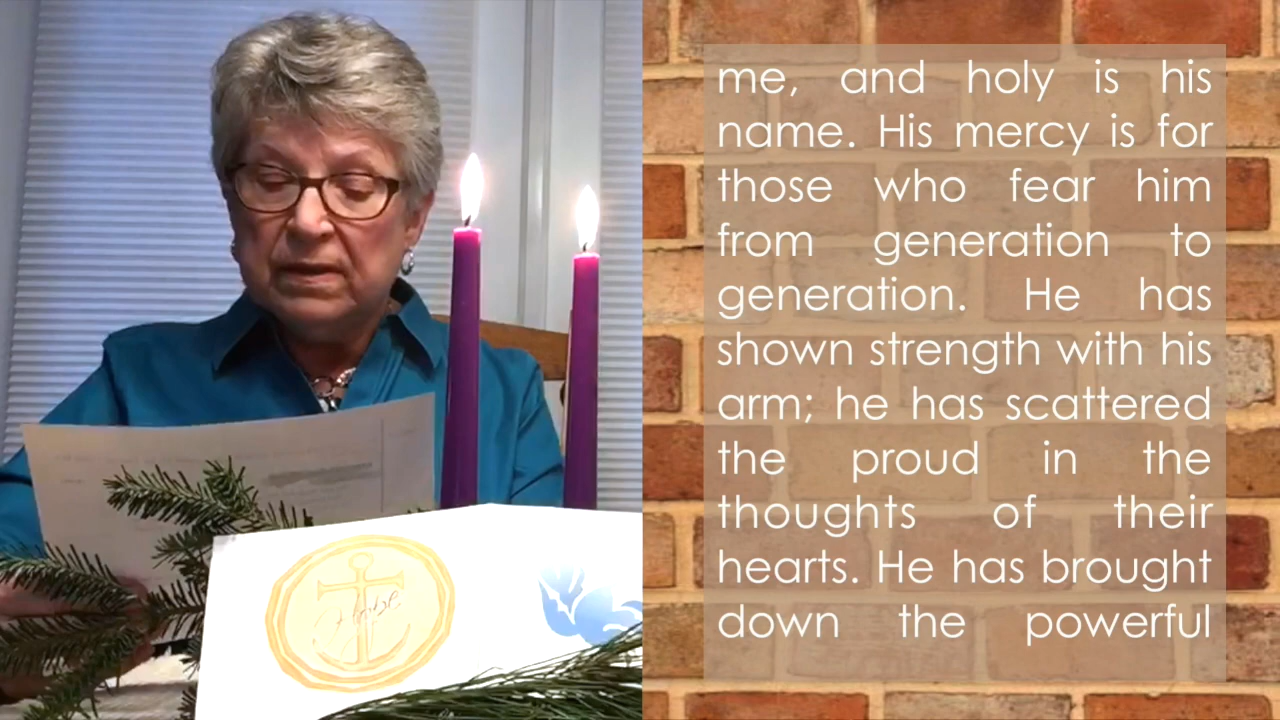 me, and holy is his
name. His mercy is for
those who fear him
from generation to
generation. He has
shown strength with his
arm; he has scattered
the proud in the
thoughts of their
hearts. He has brought
down the powerful
Hope